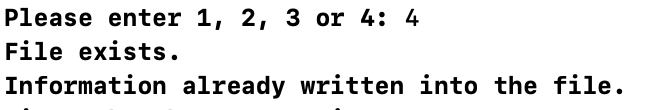 Please enter 1, 2, 3 or 4: 4
File exists.
Information already written into the file.